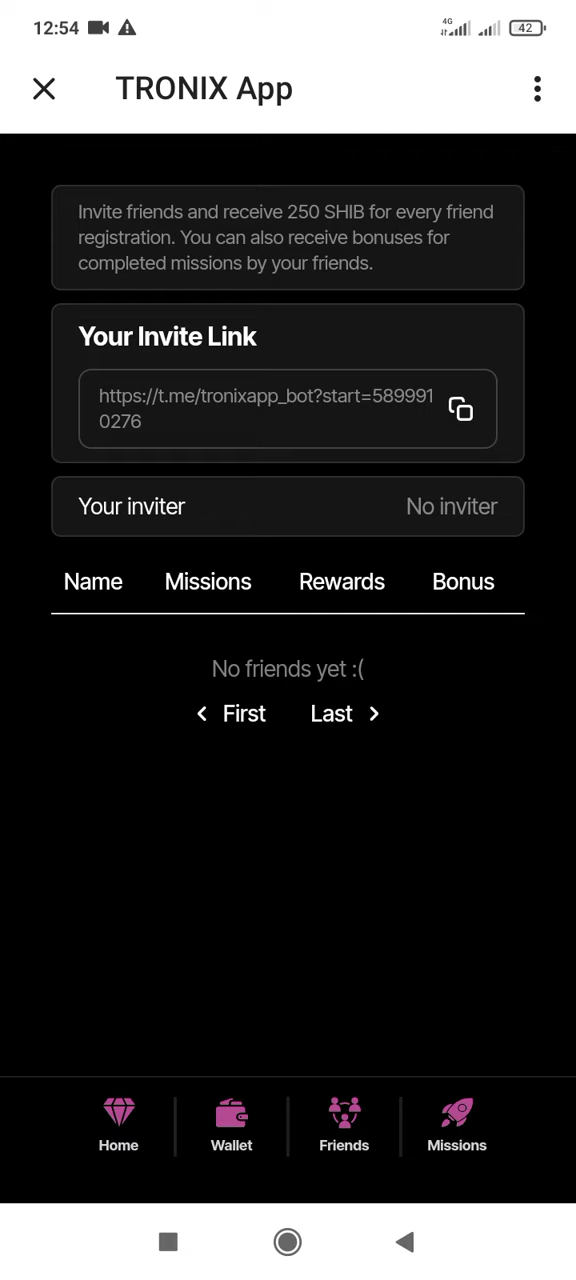 12:54
4G
42
TRONIX App
Invite friends and receive 250 SHIB for every friend
registration. You can also receive bonuses for
completed missions by your friends.
Your Invite Link
https://t.me/tronixapp_bot?start=589991
0276
Your inviter No inviter
Name Missions Rewards Bonus
No friends yet :(
First Last
Home Wallet Friends Missions